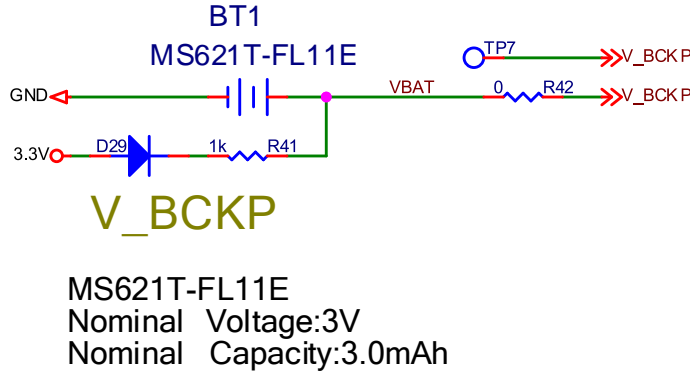 BT1
MS621T-FL11E
TP7
V_BCKP
GND
VBAT
0
R42
V_BCKP
3.3V
D29
1k
R41
V_BCKP
MS621T-FL11E
Nominal Voltage:3V
Nominal Capacity:3.0mAh